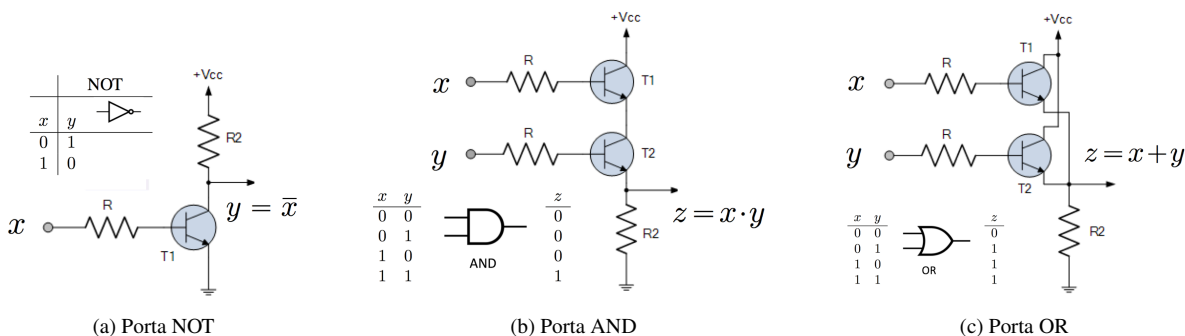 NOT
x y
0 1
1 0
+Vcc
R2
y = x̄
x
R
T1
(a) Porta NOT
+Vcc
x
R
T1
y
R
T2
z = x·y
R2
x y z
0 0 0
0 1 0
1 0 0
1 1 1
AND
(b) Porta AND
+Vcc
T1
x
R
y
R
T2
z = x+y
R2
x y z
0 0 0
0 1 1
1 0 1
1 1 1
OR
(c) Porta OR